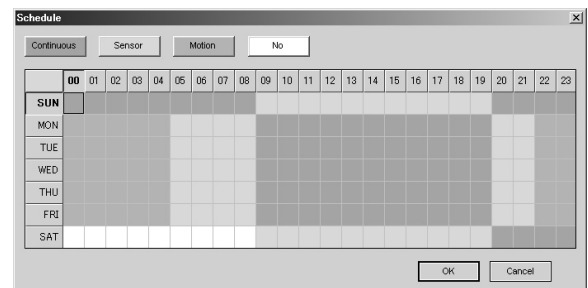 Schedule
Continuous Sensor Motion No
00 01 02 03 04 05 06 07 08 09 10 11 12 13 14 15 16 17 18 19 20 21 22 23
SUN
MON
TUE
WED
THU
FRI
SAT
OK Cancel